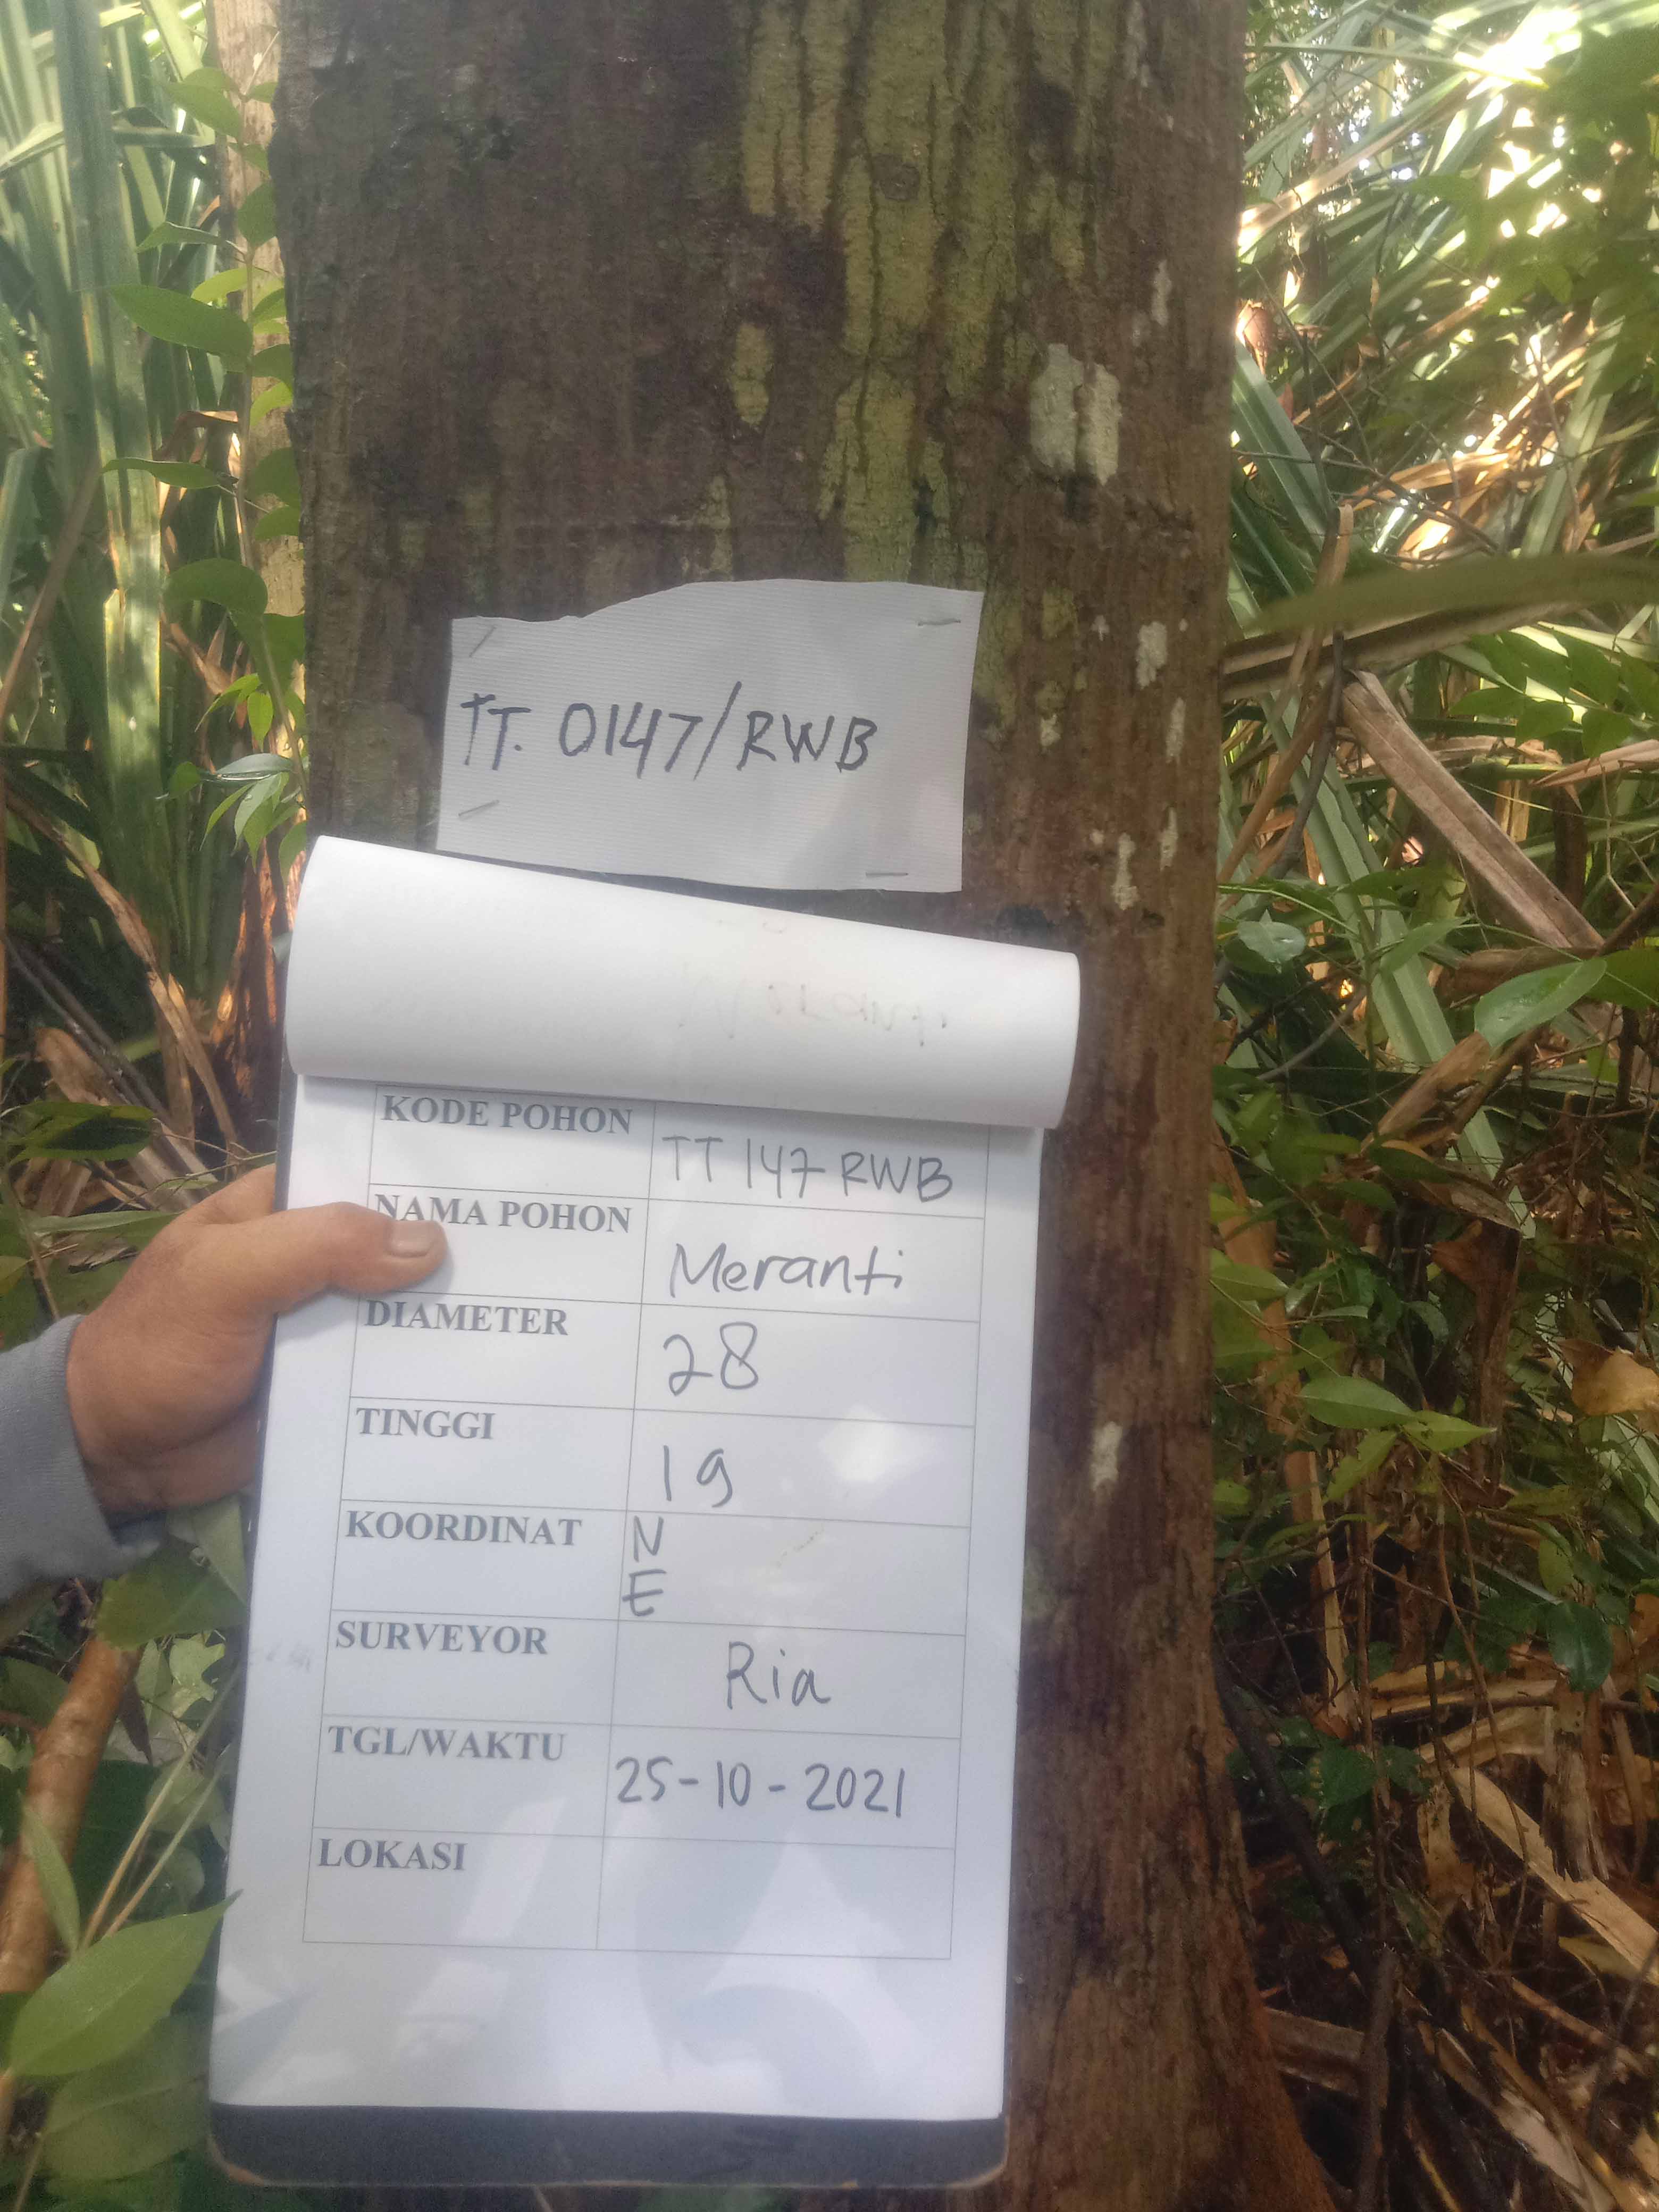 TT. 0147/RWB
KODE POHON TT 147 RWB
NAMA POHON Meranti
DIAMETER 28
TINGGI 19
KOORDINAT N
E
SURVEYOR Ria
TGL/WAKTU 25-10-2021
LOKASI